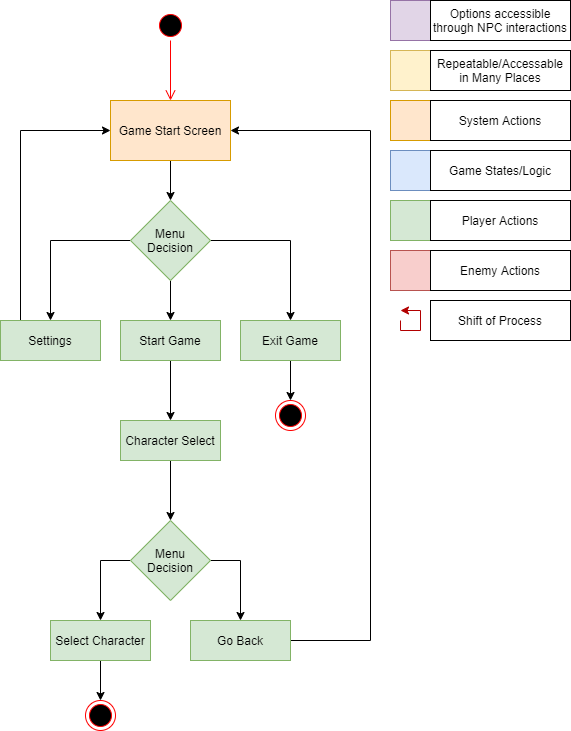 Options accessible
through NPC interactions
Repeatable/Accessable
in Many Places
System Actions
Game States/Logic
Player Actions
Enemy Actions
Shift of Process
Game Start Screen
Menu
Decision
Settings
Start Game
Exit Game
Character Select
Menu
Decision
Select Character
Go Back